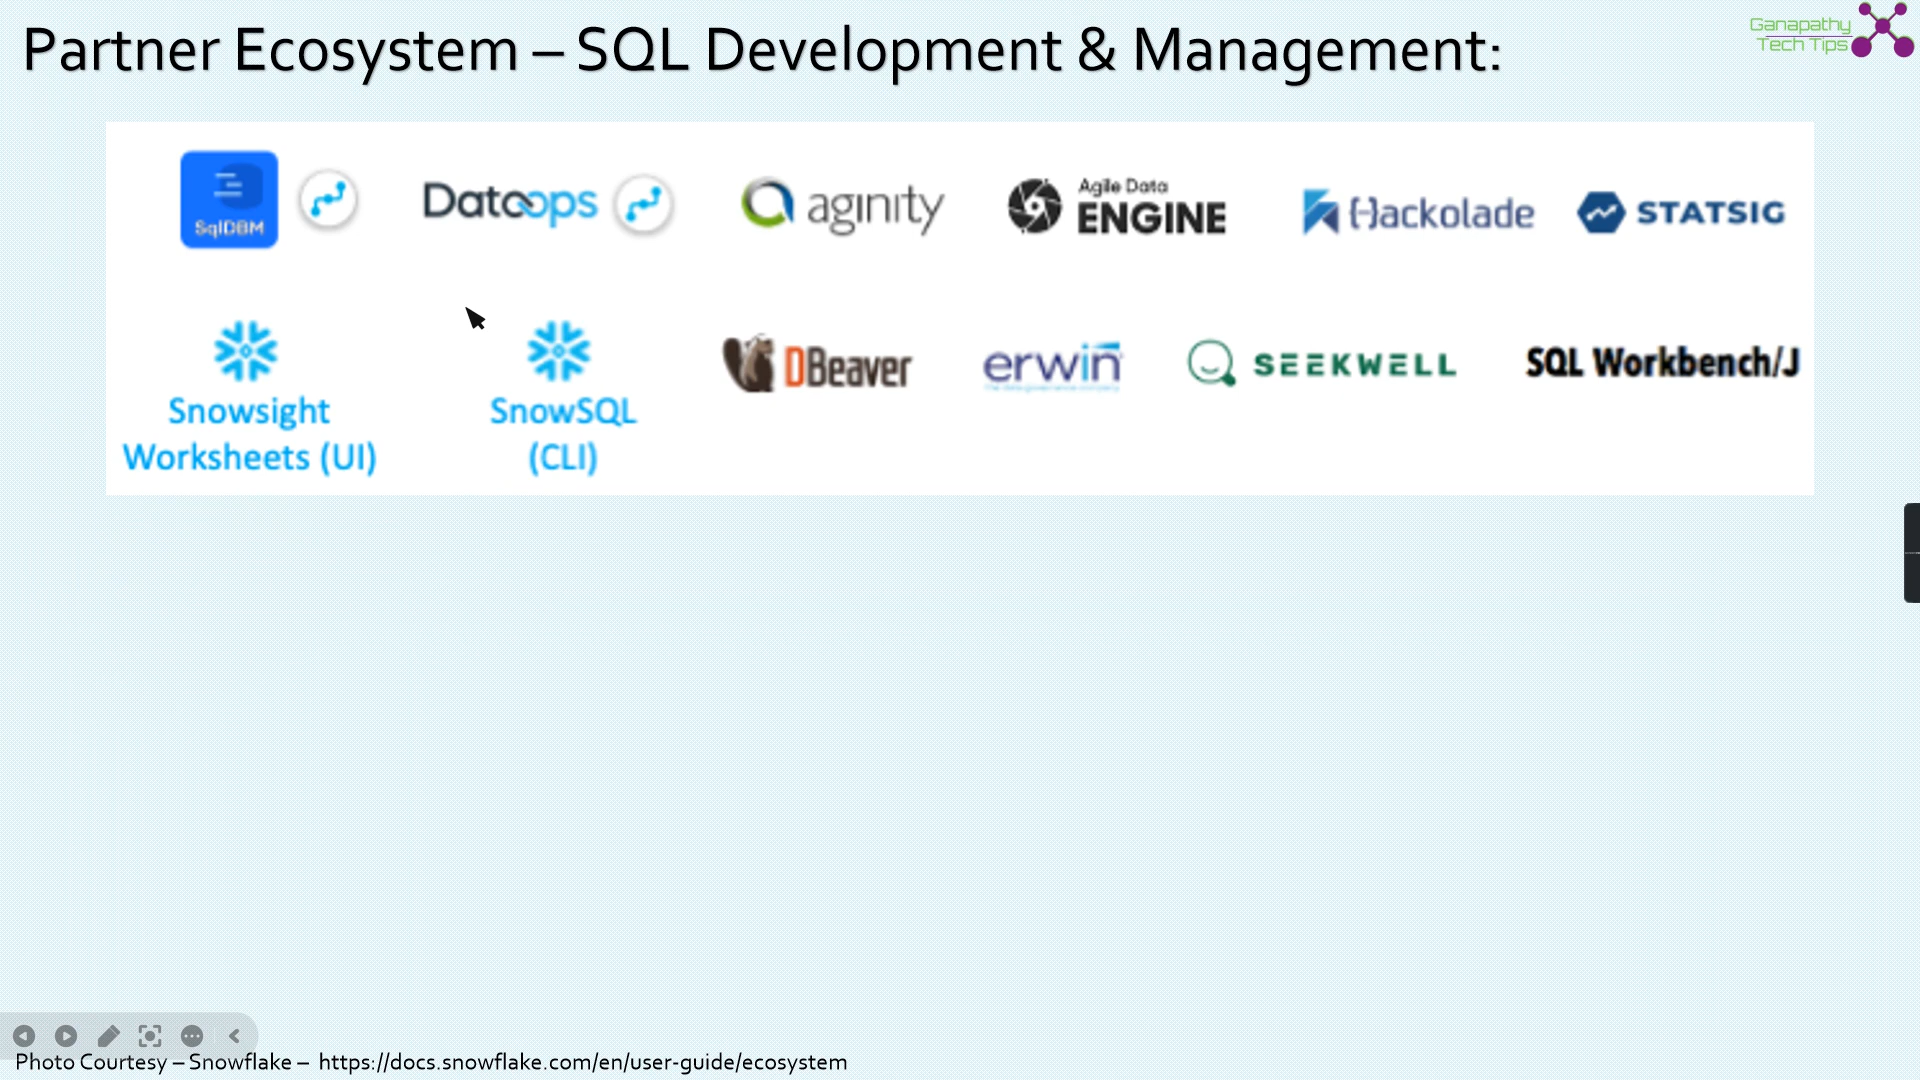 Partner Ecosystem – SQL Development & Management:
Ganapathy
Tech Tips
SqlDBM
Dataops
aginity
Agile Data
ENGINE
Hackolade
STATSIG
Snowsight
Worksheets (UI)
SnowSQL
(CLI)
DBeaver
erwin
SEEKWELL
SQL Workbench/J
Photo Courtesy – Snowflake – https://docs.snowflake.com/en/user-guide/ecosystem